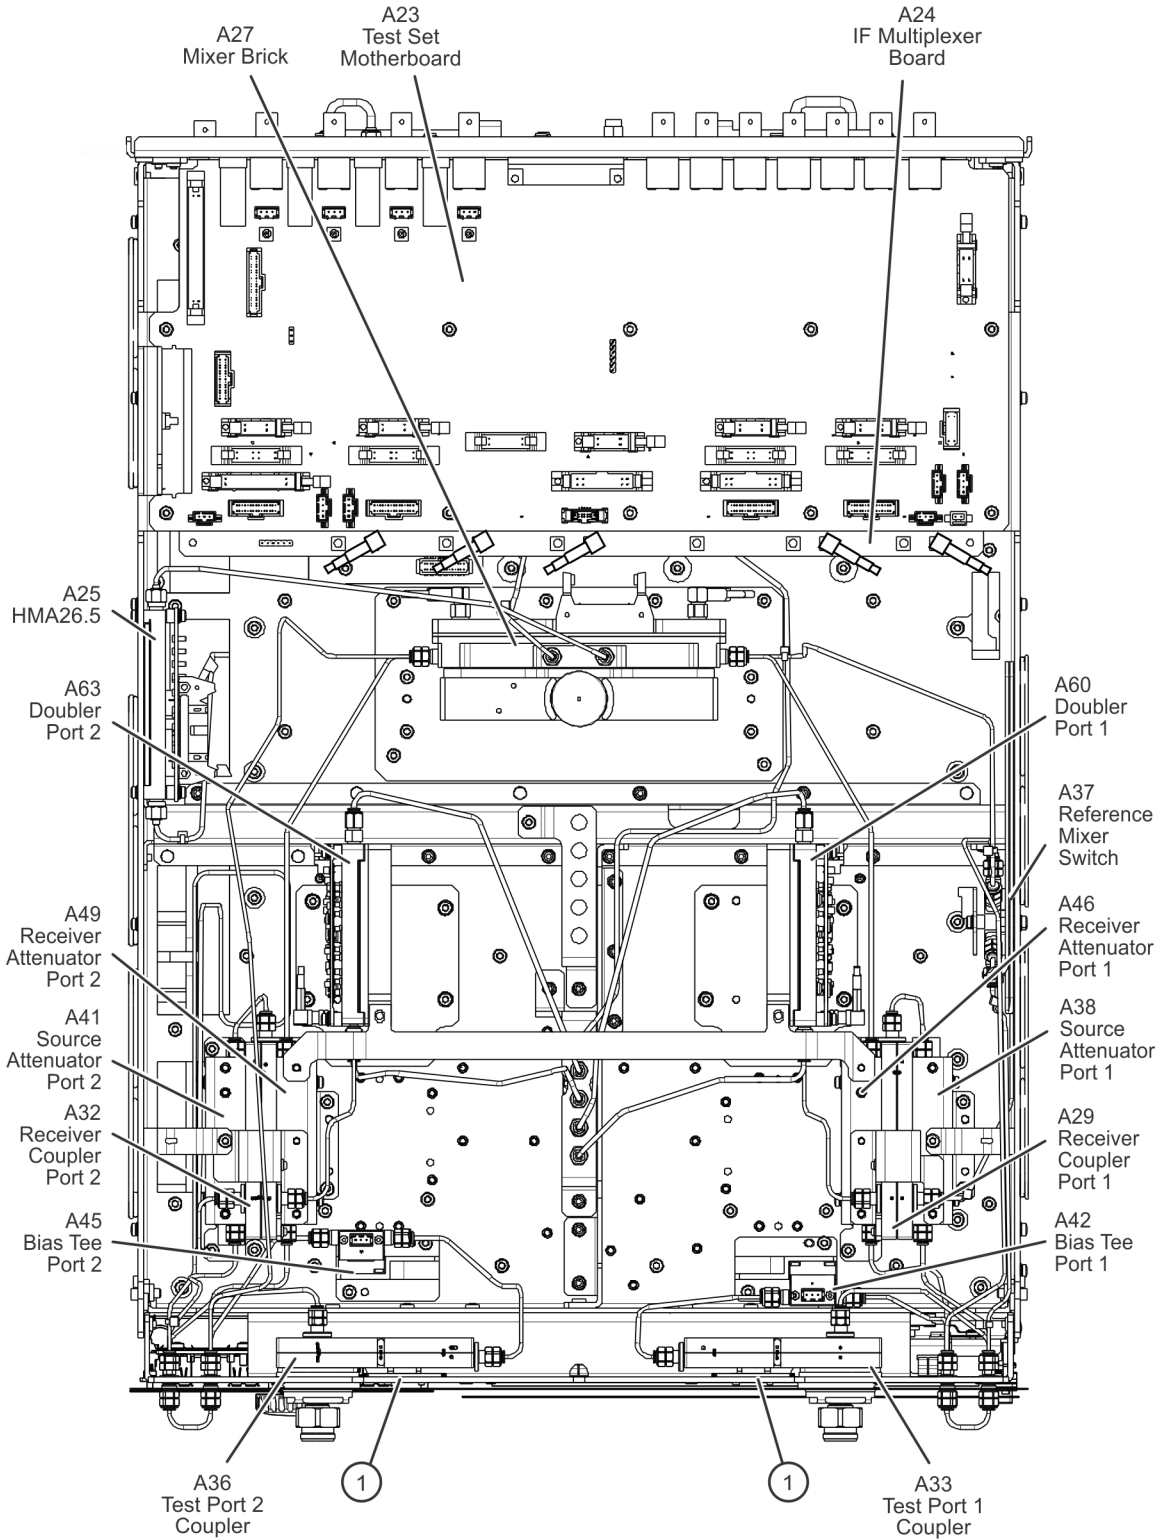 A27
Mixer Brick
A23
Test Set
Motherboard
A24
IF Multiplexer
Board
A25
HMA26.5
A63
Doubler
Port 2
A49
Receiver
Attenuator
Port 2
A41
Source
Attenuator
Port 2
A32
Receiver
Coupler
Port 2
A45
Bias Tee
Port 2
A60
Doubler
Port 1
A37
Reference
Mixer
Switch
A46
Receiver
Attenuator
Port 1
A38
Source
Attenuator
Port 1
A29
Receiver
Coupler
Port 1
A42
Bias Tee
Port 1
A36
Test Port 2
Coupler
1
1
A33
Test Port 1
Coupler